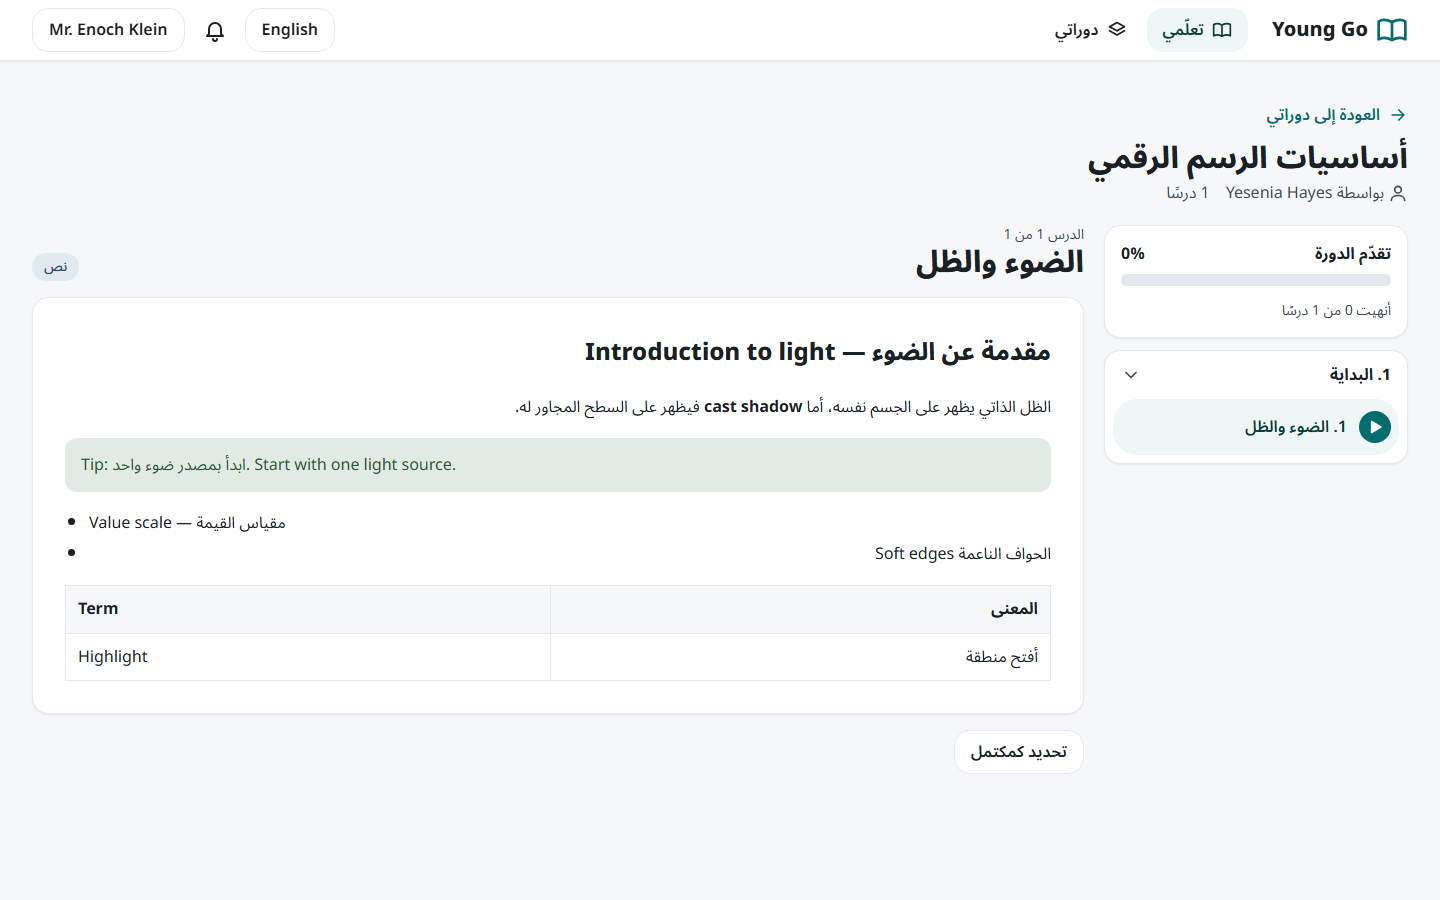 Young Go
تعلّمي
دوراتي
English
Mr. Enoch Klein
العودة إلى دوراتي
أساسيات الرسم الرقمي
بواسطة Yesenia Hayes
1 درسًا
تقدّم الدورة
0%
أنهيت 0 من 1 درسًا
1. البداية
1. الضوء والظل
الدرس 1 من 1
الضوء والظل
نص
مقدمة عن الضوء — Introduction to light
الظل الذاتي يظهر على الجسم نفسه، أما cast shadow فيظهر على السطح المجاور له.
Tip: ابدأ بمصدر ضوء واحد. Start with one light source.
Value scale — مقياس القيمة
الحواف الناعمة Soft edges
المعنى
Term
أفتح منطقة
Highlight
تحديد كمكتمل